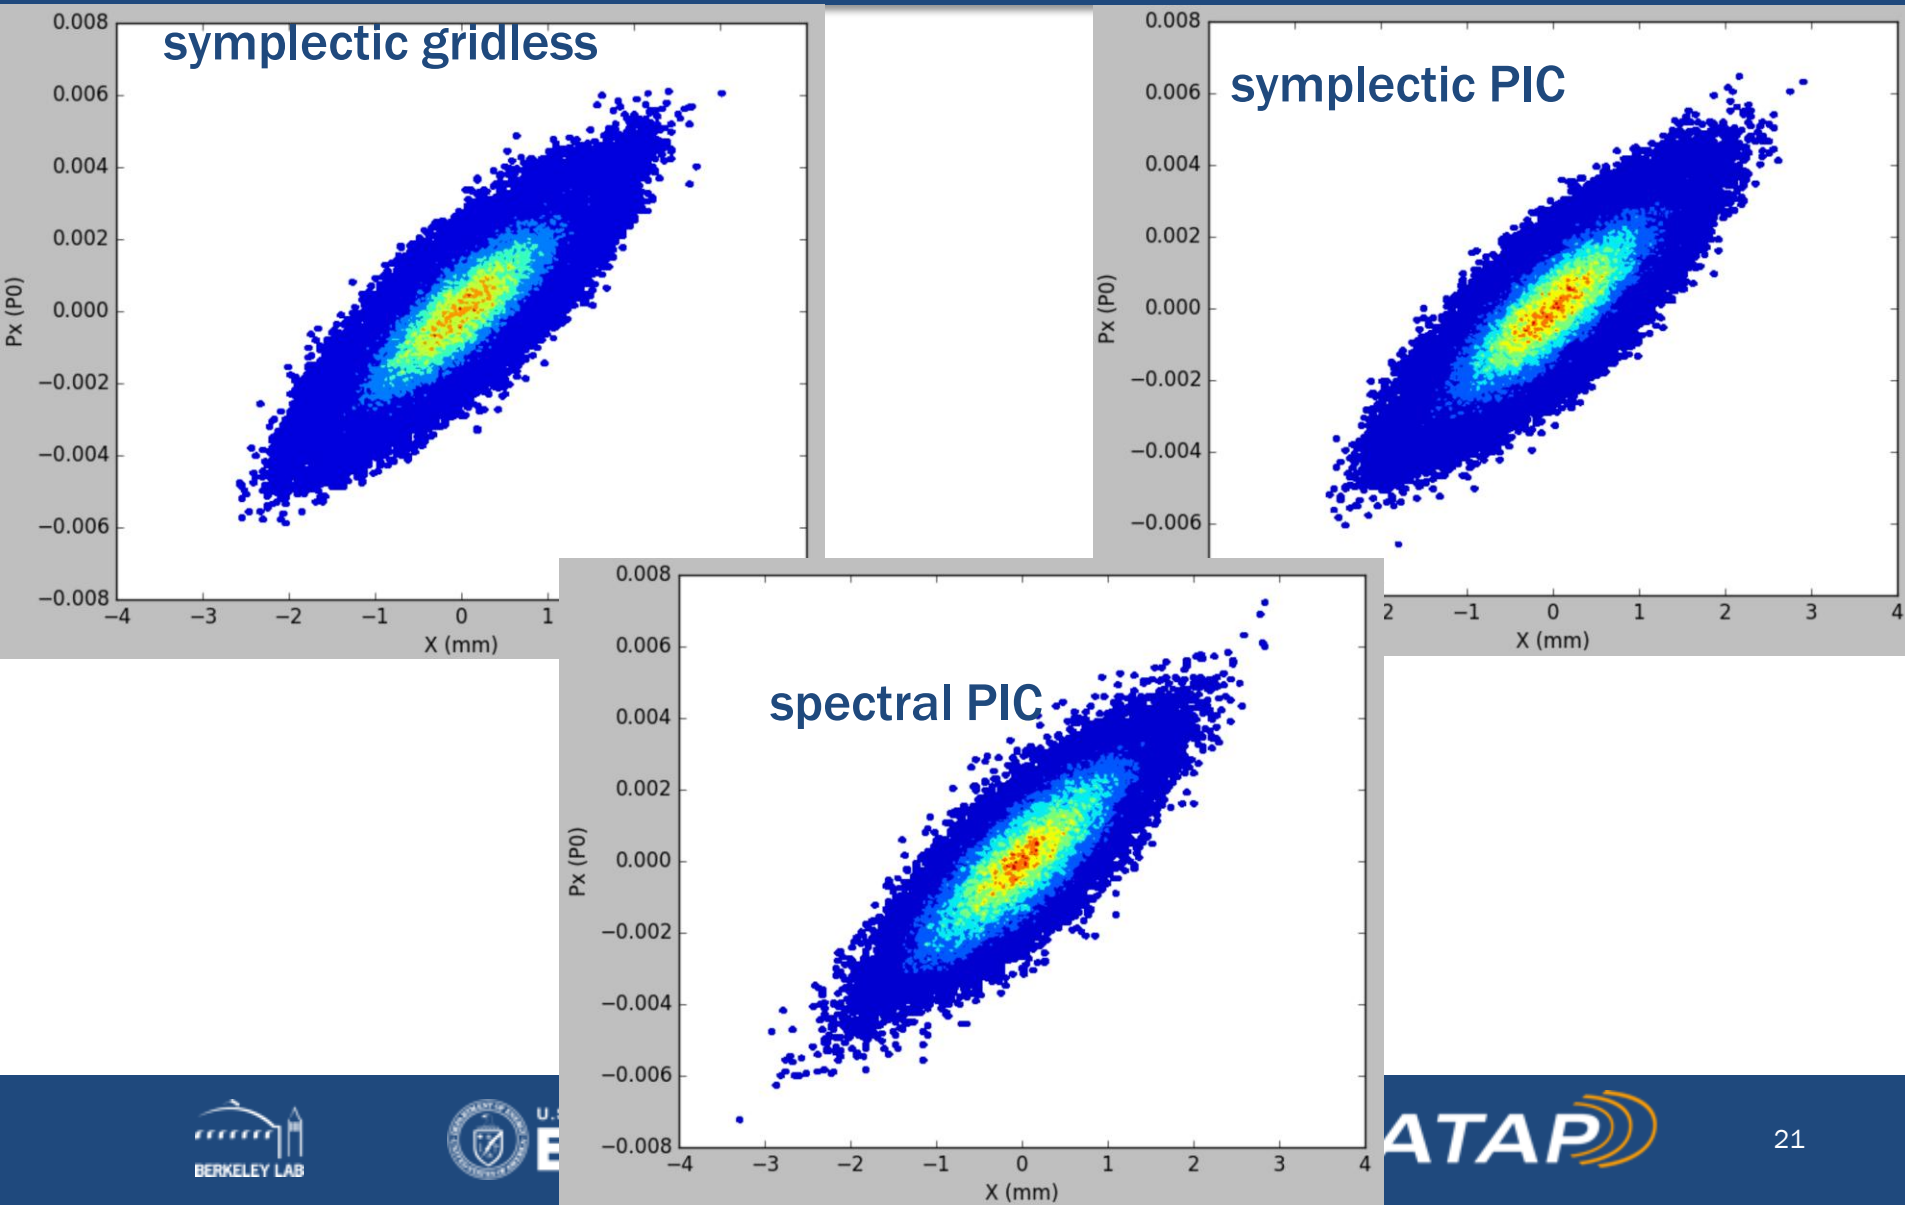 symplectic gridless
0.008
0.006
0.004
0.002
0.000
−0.002
−0.004
−0.006
−0.008
Px (P0)
−4 −3 −2 −1 0 1
X (mm)
symplectic PIC
0.008
0.006
0.004
0.002
0.000
−0.002
−0.004
−0.006
Px (P0)
2 −1 0 1 2 3 4
X (mm)
spectral PIC
0.008
0.006
0.004
0.002
0.000
−0.002
−0.004
−0.006
−0.008
Px (P0)
−4 −3 −2 −1 0 1 2 3 4
X (mm)
BERKELEY LAB
U.S
E
ATAP
21